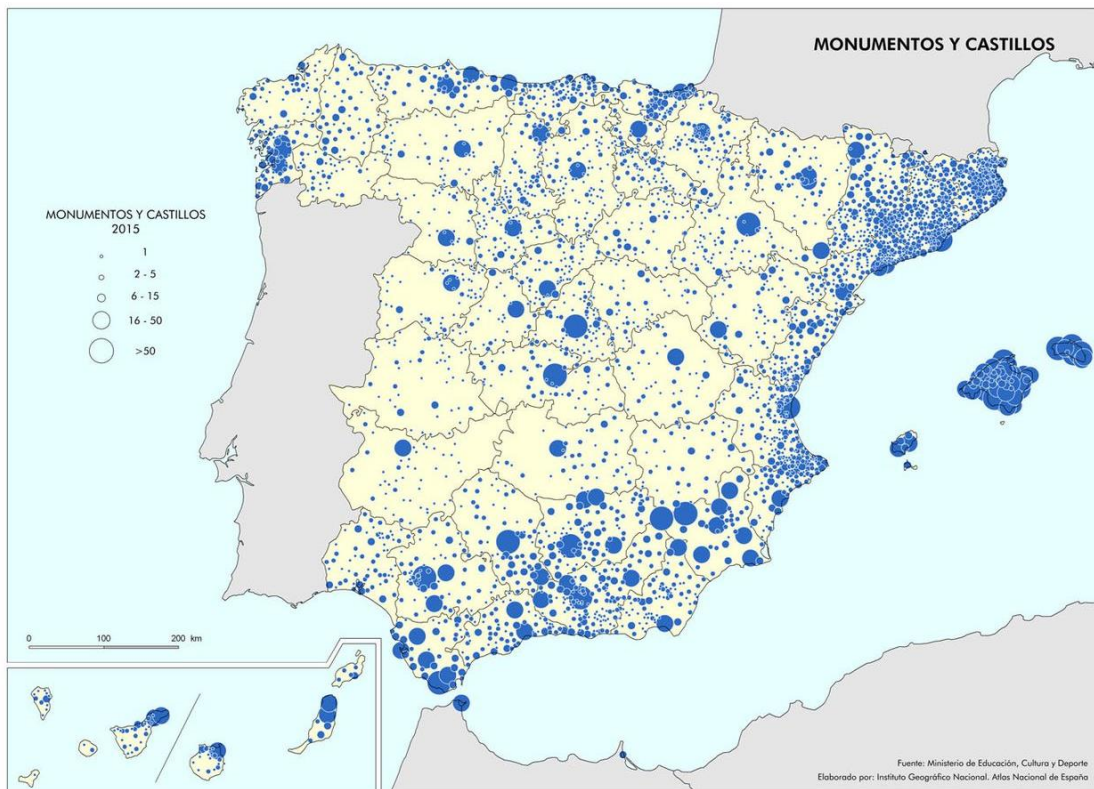 MONUMENTOS Y CASTILLOS
MONUMENTOS Y CASTILLOS
2015
1
2 - 5
6 - 15
16 - 50
>50
0 100 200 km
Fuente: Ministerio de Educación, Cultura y Deporte
Elaborado por: Instituto Geográfico Nacional. Atlas Nacional de España